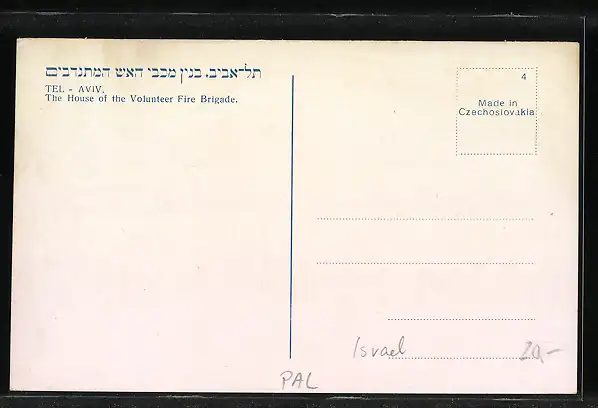 תל-אביב. בנין מכבי האש המתנדבים
TEL - AVIV.
The House of the Volunteer Fire Brigade.
4
Made in
Czechoslovakia
Israel
20,-
PAL